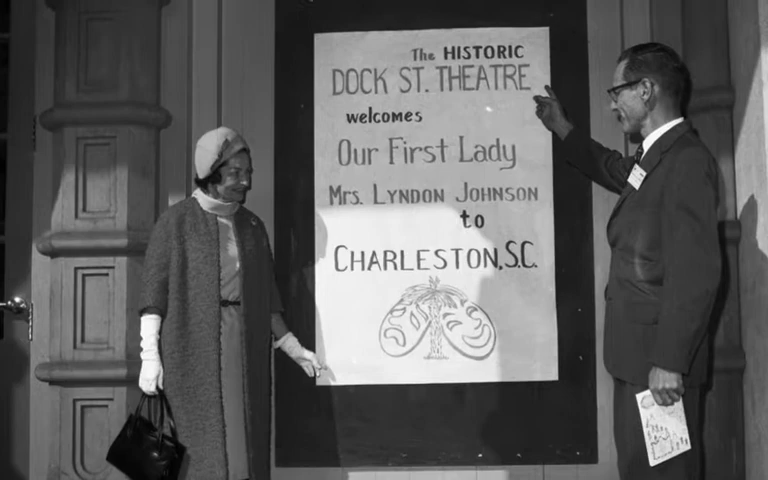 The HISTORIC
DOCK ST. THEATRE
welcomes
Our First Lady
Mrs. LYNDON JOHNSON
to
CHARLESTON, S.C.